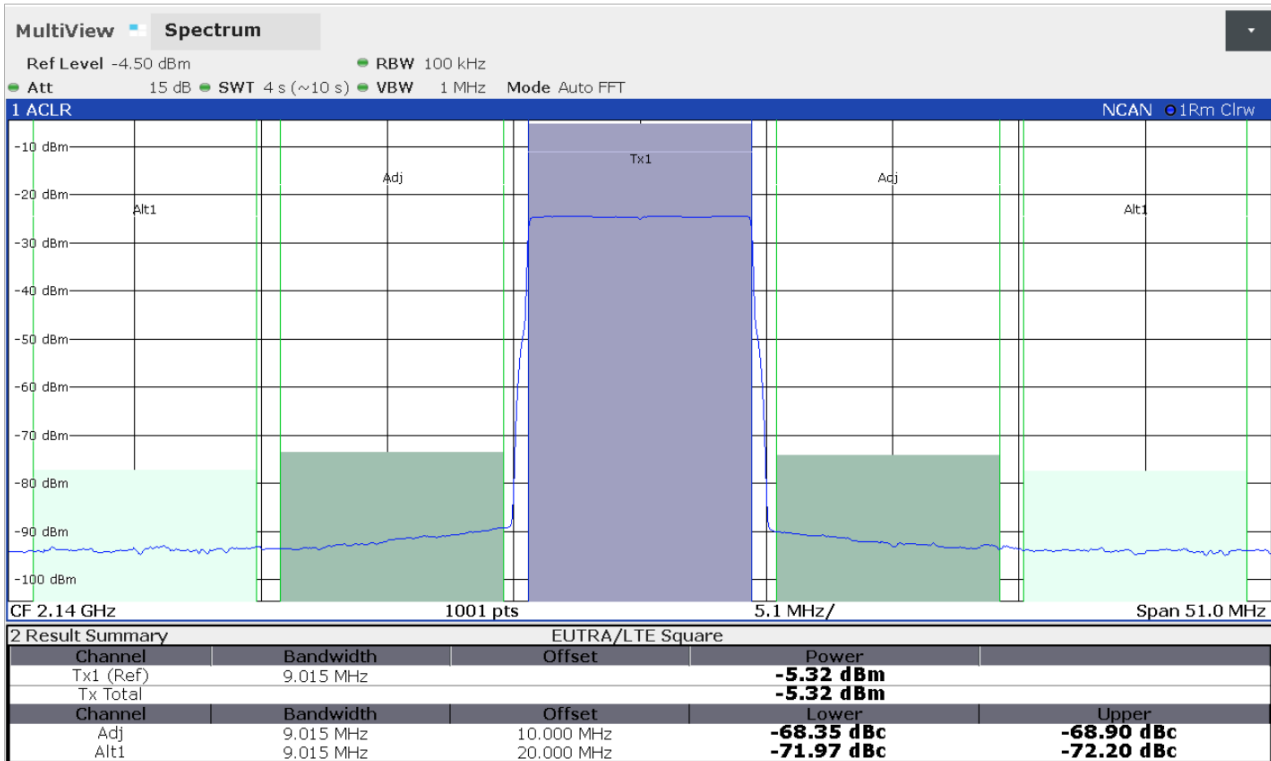 MultiView Spectrum
Ref Level -4.50 dBm RBW 100 kHz
Att 15 dB SWT 4 s (~10 s) VBW 1 MHz Mode Auto FFT
1 ACLR NCAN 1Rm Clrw
-10 dBm
Tx1
Adj Adj
-20 dBm
Alt1 Alt1
-30 dBm
-40 dBm
-50 dBm
-60 dBm
-70 dBm
-80 dBm
-90 dBm
-100 dBm
CF 2.14 GHz 1001 pts 5.1 MHz/ Span 51.0 MHz
2 Result Summary EUTRA/LTE Square
Channel Bandwidth Offset Power
Tx1 (Ref) 9.015 MHz -5.32 dBm
Tx Total -5.32 dBm
Channel Bandwidth Offset Lower Upper
Adj 9.015 MHz 10.000 MHz -68.35 dBc -68.90 dBc
Alt1 9.015 MHz 20.000 MHz -71.97 dBc -72.20 dBc